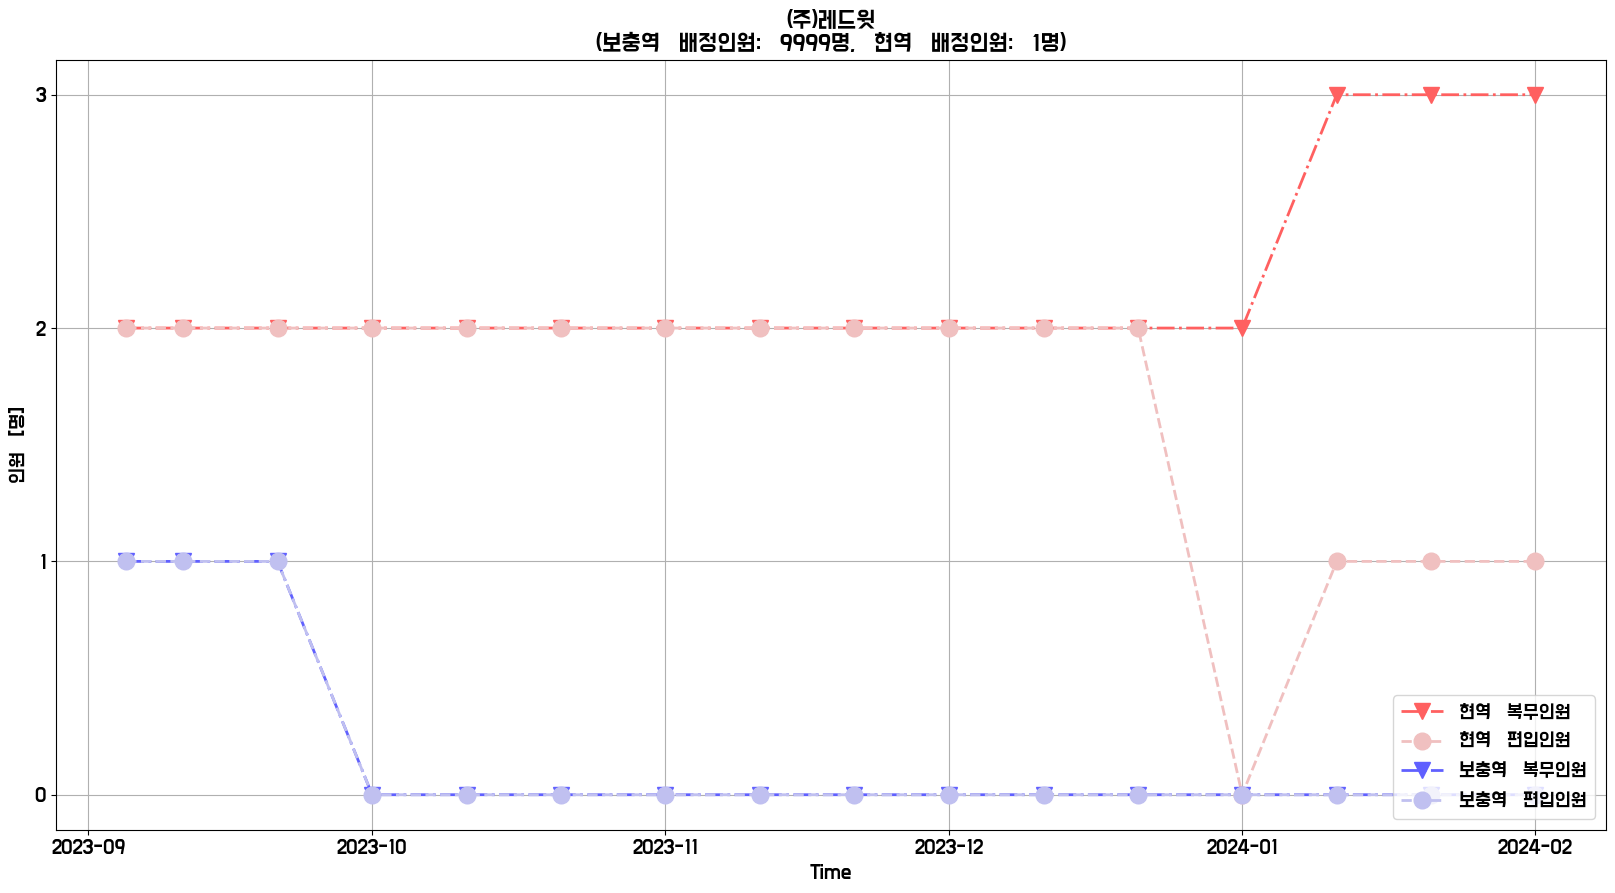 (주)레드윗
(보충역 배정인원: 9999명, 현역 배정인원: 1명)
인원 [명]
3
2
1
0
2023-09
2023-10
2023-11
2023-12
2024-01
2024-02
Time
현역 복무인원
현역 편입인원
보충역 복무인원
보충역 편입인원